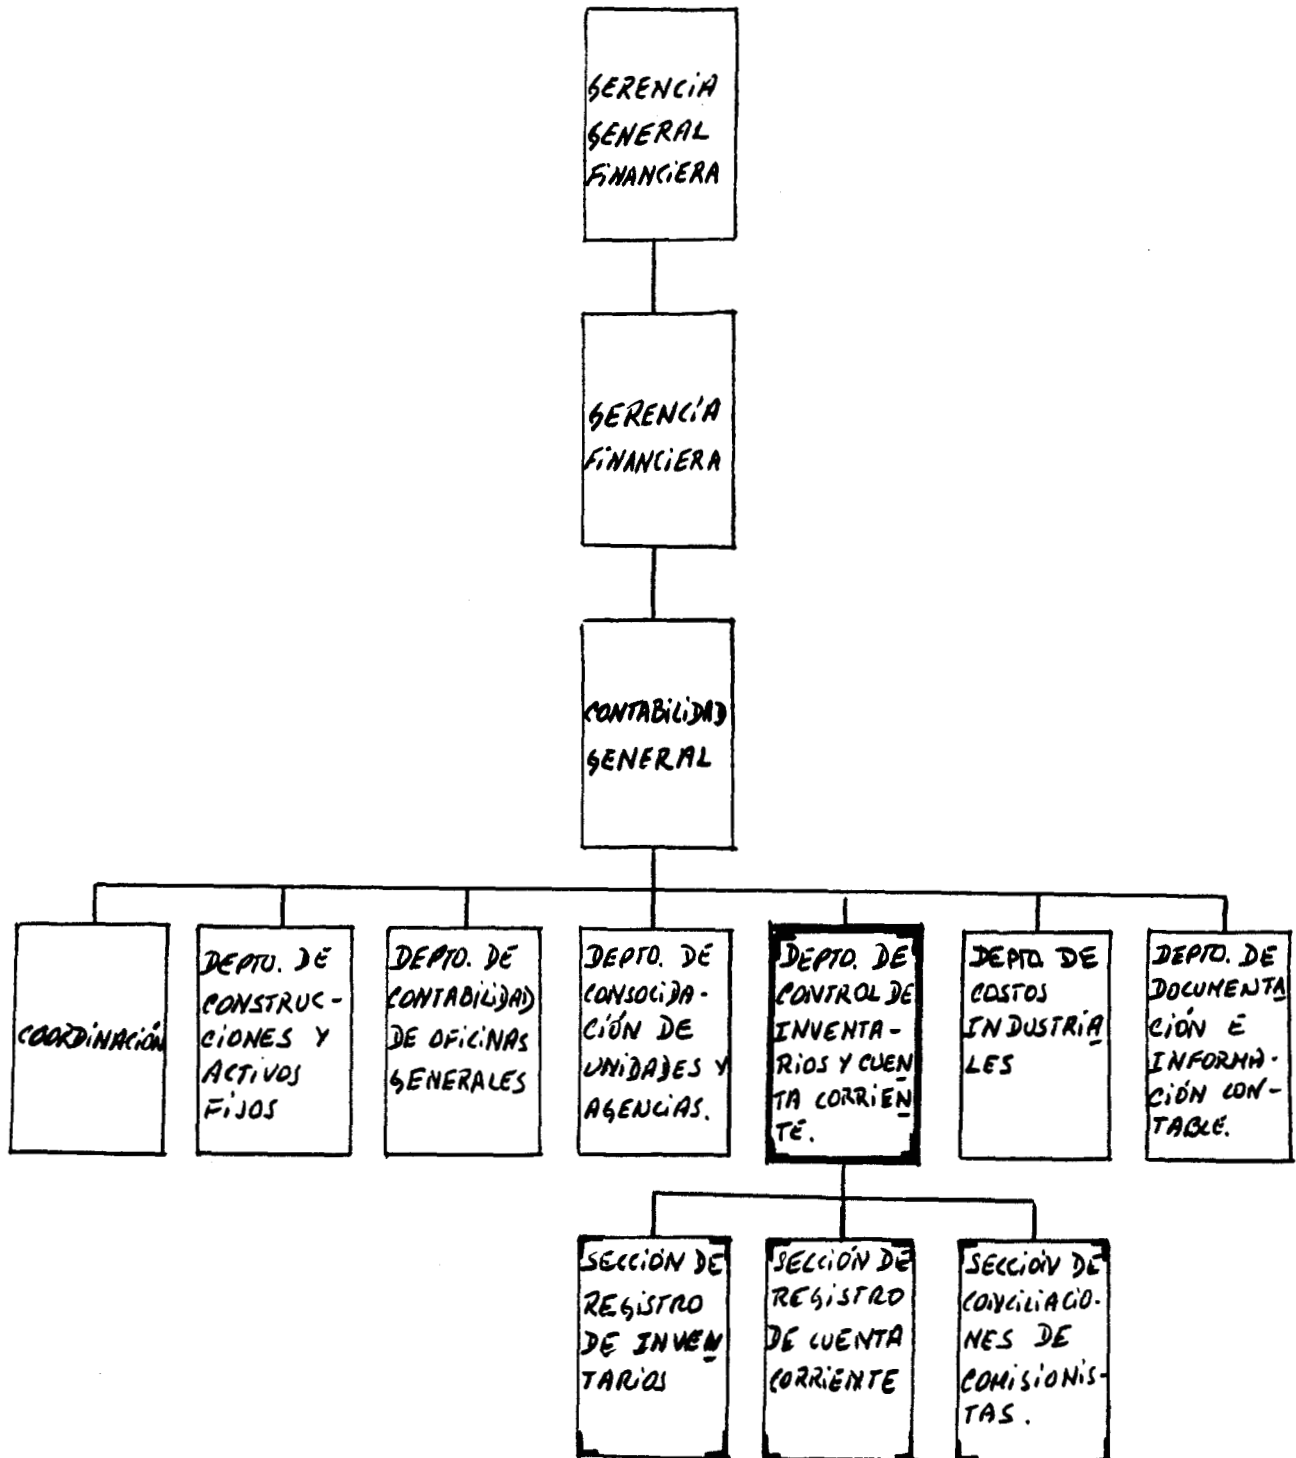 GERENCIA
GENERAL
FINANCIERA
GERENCIA
FINANCIERA
CONTABILIDAD
GENERAL
COORDINACIÓN
DEPTO. DE
CONSTRUC-
CIONES Y
ACTIVOS
FIJOS
DEPTO. DE
CONTABILIDAD
DE OFICINAS
GENERALES
DEPTO. DE
CONSOLIDA-
CIÓN DE
UNIDADES Y
AGENCIAS.
DEPTO. DE
CONTROL DE
INVENTA-
RIOS Y CUEN
TA CORRIEN
TE.
DEPTO DE
COSTOS
INDUSTRIA
LES
DEPTO. DE
DOCUMENTA
CIÓN E
INFORMA-
CIÓN CON-
TABLE.
SECCIÓN DE
REGISTRO
DE INVEN
TARIOS
SECCIÓN DE
REGISTRO
DE CUENTA
CORRIENTE
SECCIÓN DE
CONCILIACIO-
NES DE
COMISIONIS-
TAS.